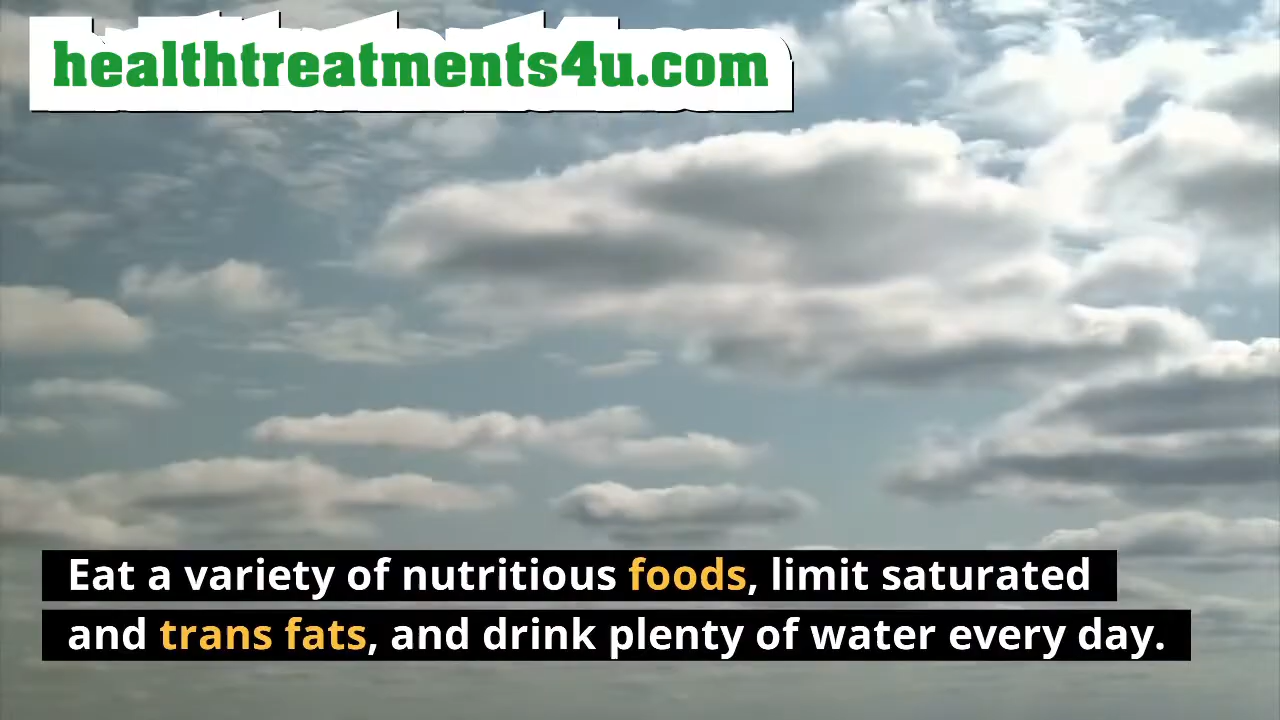 healthtreatments4u.com
Eat a variety of nutritious foods, limit saturated
and trans fats, and drink plenty of water every day.